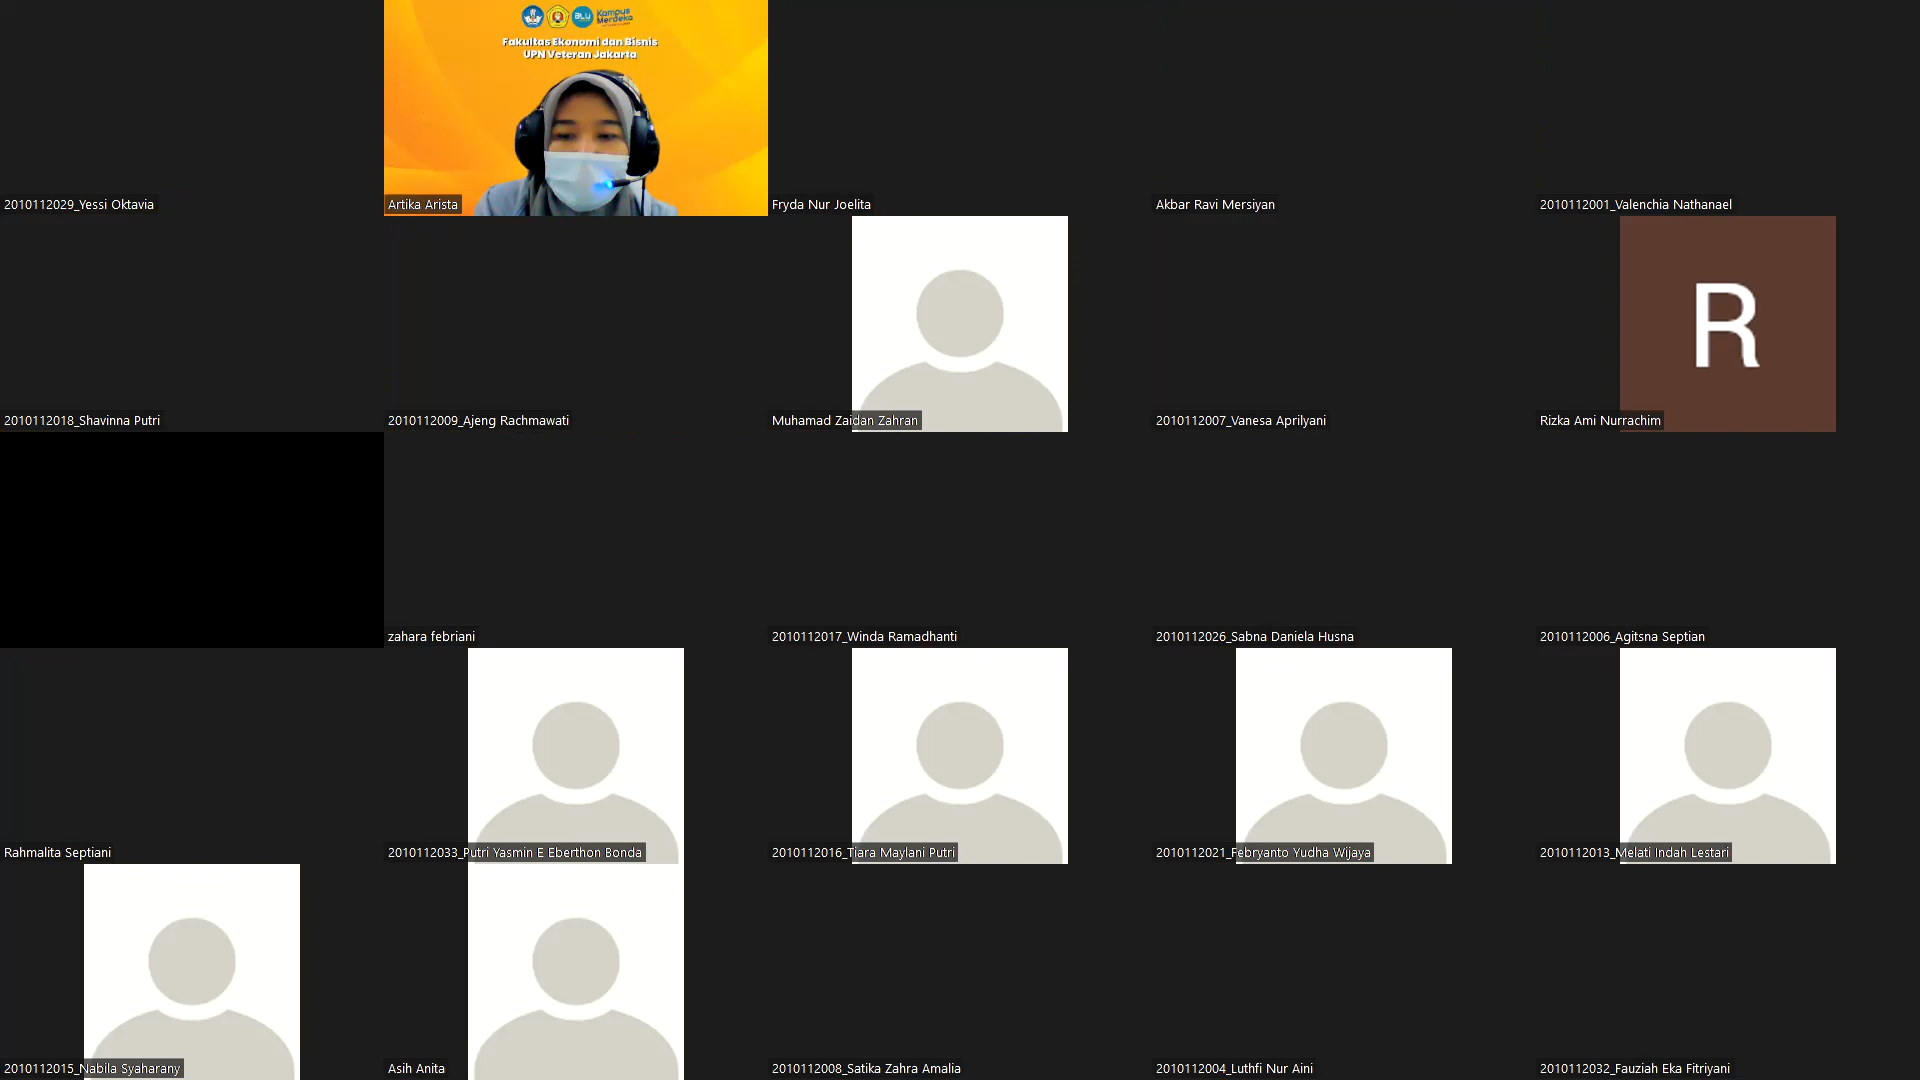 BLU
Kampus
Merdeka
Fakultas Ekonomi dan Bisnis
UPN Veteran Jakarta
2010112029_Yessi Oktavia
Artika Arista
Fryda Nur Joelita
Akbar Ravi Mersiyan
2010112001_Valenchia Nathanael
R
2010112018_Shavinna Putri
2010112009_Ajeng Rachmawati
Muhamad Zaidan Zahran
2010112007_Vanesa Aprilyani
Rizka Ami Nurrachim
zahara febriani
2010112017_Winda Ramadhanti
2010112026_Sabna Daniela Husna
2010112006_Agitsna Septian
Rahmalita Septiani
2010112033_Putri Yasmin E Eberthon Bonda
2010112016_Tiara Maylani Putri
2010112021_Febryanto Yudha Wijaya
2010112013_Melati Indah Lestari
2010112015_Nabila Syaharany
Asih Anita
2010112008_Satika Zahra Amalia
2010112004_Luthfi Nur Aini
2010112032_Fauziah Eka Fitriyani